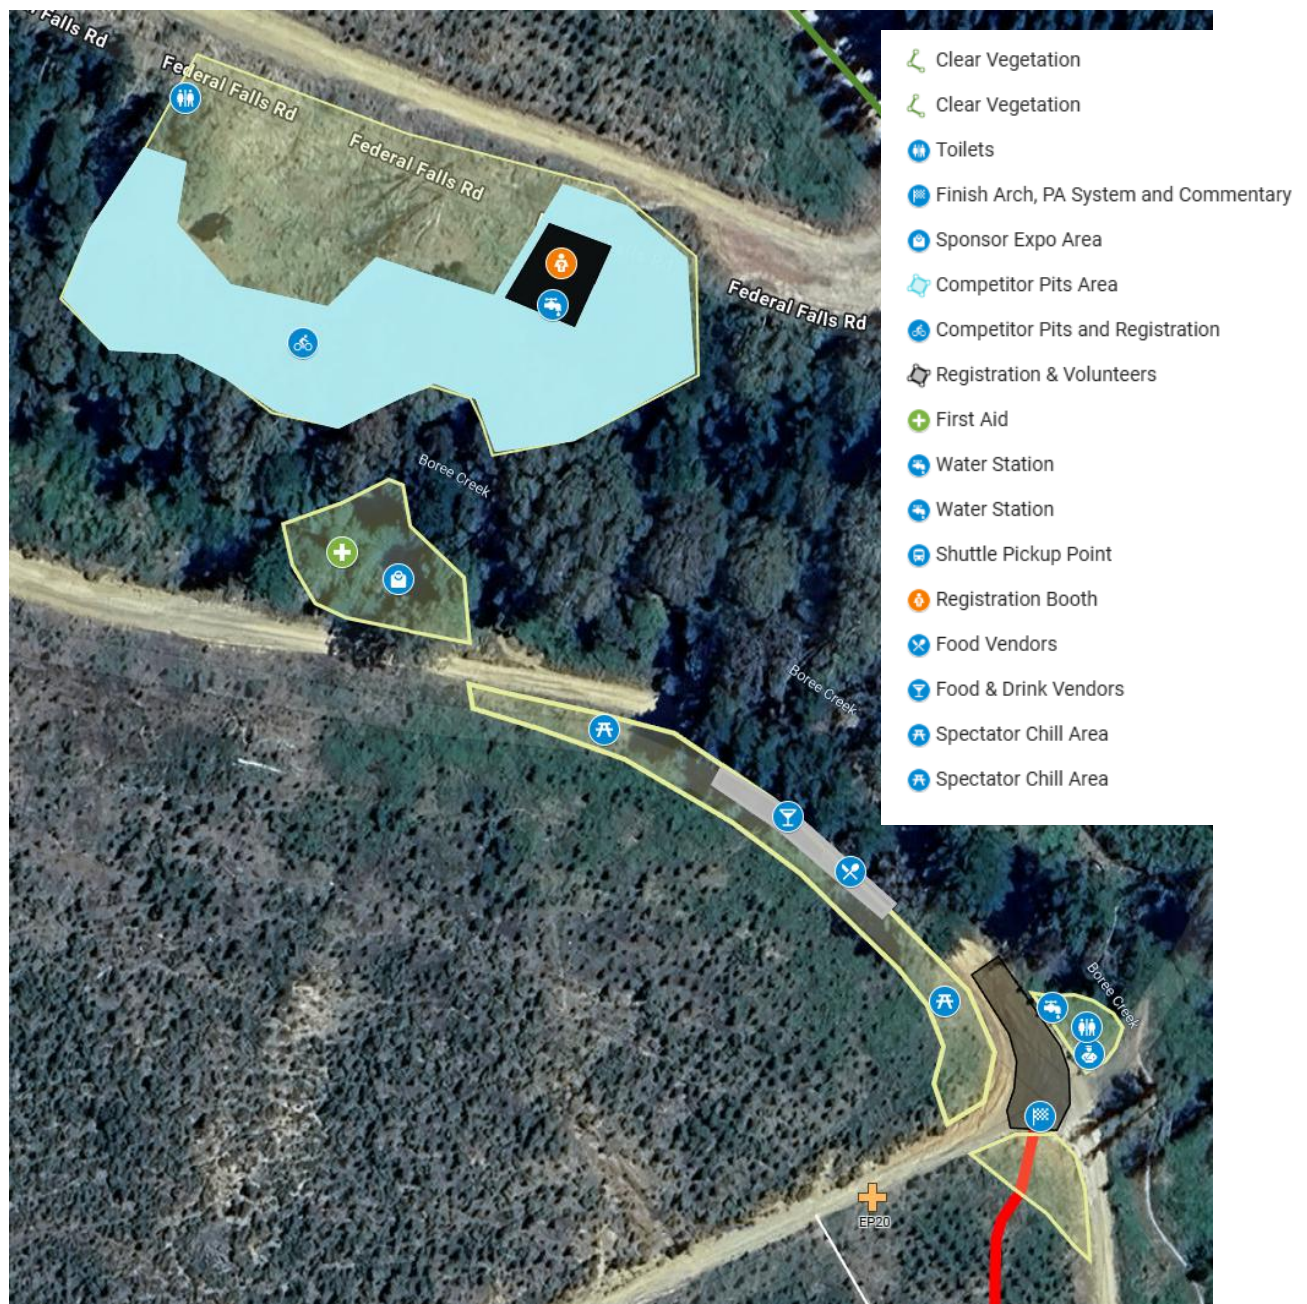 Falls Rd
Federal Falls Rd
Federal Falls Rd
Federal Falls Rd
Boree Creek
Boree Creek
Boree Creek
EP20
Clear Vegetation
Clear Vegetation
Toilets
Finish Arch, PA System and Commentary
Sponsor Expo Area
Competitor Pits Area
Competitor Pits and Registration
Registration & Volunteers
First Aid
Water Station
Water Station
Shuttle Pickup Point
Registration Booth
Food Vendors
Food & Drink Vendors
Spectator Chill Area
Spectator Chill Area